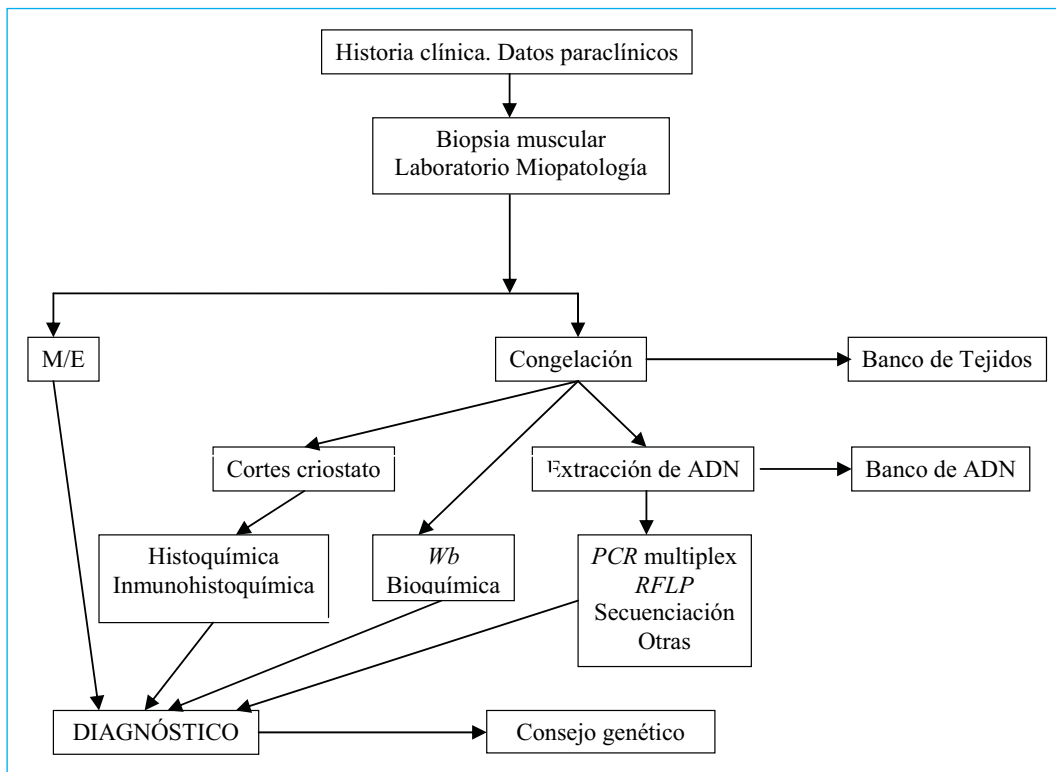 Historia clínica. Datos paraclínicos
Biopsia muscular
Laboratorio Miopatología
M/E
Congelación
Banco de Tejidos
Cortes criostato
Extracción de ADN
Banco de ADN
Histoquímica
Inmunohistoquímica
Wb
Bioquímica
PCR multiplex
RFLP
Secuenciación
Otras
DIAGNÓSTICO
Consejo genético